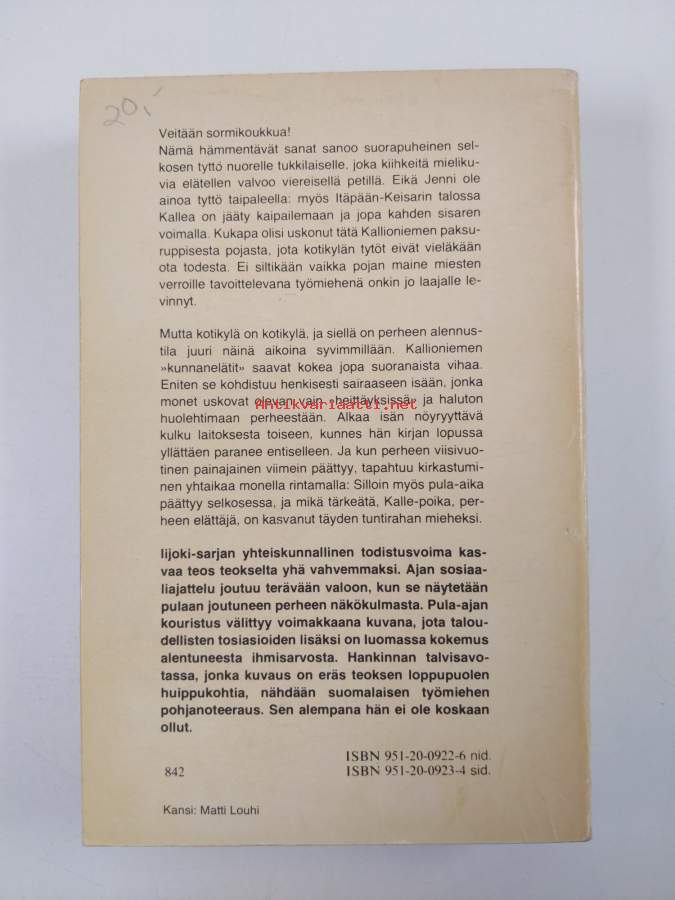 20,-
Veitään sormikoukkua!
Nämä hämmentävät sanat sanoo suorapuheinen sel-
kosen tyttö nuorelle tukkilaiselle, joka kiihkeitä mieliku-
via elätellen valvoo viereisellä petillä. Eikä Jenni ole
ainoa tyttö taipaleella: myös Itäpään-Keisarin talossa
Kallea on jääty kaipailemaan ja jopa kahden sisaren
voimalla. Kukapa olisi uskonut tätä Kallioniemen paksu-
ruppisesta pojasta, jota kotikylän tytöt eivät vieläkään
ota todesta. Ei siltikään vaikka pojan maine miesten
verroille tavoittelevana työmiehenä onkin jo laajalle le-
vinnyt.
Mutta kotikylä on kotikylä, ja siellä on perheen alennus-
tila juuri näinä aikoina syvimmillään. Kallioniemen
»kunnanelätit» saavat kokea jopa suoranaista vihaa.
Eniten se kohdistuu henkisesti sairaaseen isään, jonka
monet uskovat olevan vain »heittäyksissä» ja haluton
Antikvariaatti.net
huolehtimaan perheestään. Alkaa isän nöyryyttävä
kulku laitoksesta toiseen, kunnes hän kirjan lopussa
yllättäen paranee entiselleen. Ja kun perheen viisivuo-
tinen painajainen viimein päättyy, tapahtuu kirkastumi-
nen yhtaikaa monella rintamalla: Silloin myös pula-aika
päättyy selkosessa, ja mikä tärkeätä, Kalle-poika, per-
heen elättäjä, on kasvanut täyden tuntirahan mieheksi.
Iijoki-sarjan yhteiskunnallinen todistusvoima kas-
vaa teos teokselta yhä vahvemmaksi. Ajan sosiaa-
liajattelu joutuu terävään valoon, kun se näytetään
pulaan joutuneen perheen näkökulmasta. Pula-ajan
kouristus välittyy voimakkaana kuvana, jota talou-
dellisten tosiasioiden lisäksi on luomassa kokemus
alentuneesta ihmisarvosta. Hankinnan talvisavo-
tassa, jonka kuvaus on eräs teoksen loppupuolen
huippukohtia, nähdään suomalaisen työmiehen
pohjanoteeraus. Sen alempana hän ei ole koskaan
ollut.
ISBN 951-20-0922-6 nid.
842 ISBN 951-20-0923-4 sid.
Kansi: Matti Louhi